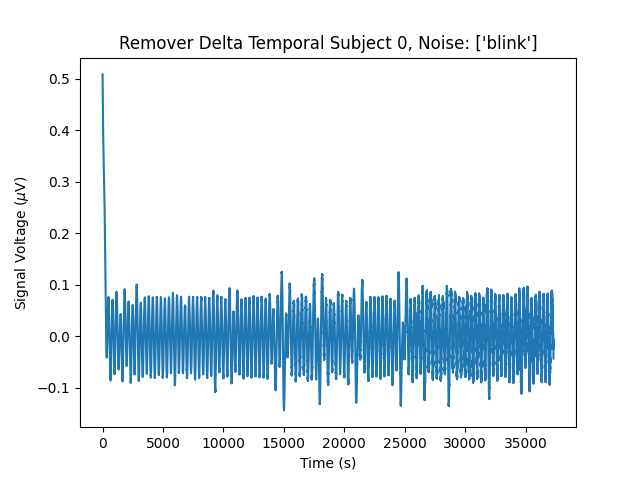 Remover Delta Temporal Subject 0, Noise: ['blink']
0.5
0.4
0.3
0.2
0.1
0.0
−0.1
Signal Voltage (μV)
0 5000 10000 15000 20000 25000 30000 35000
Time (s)